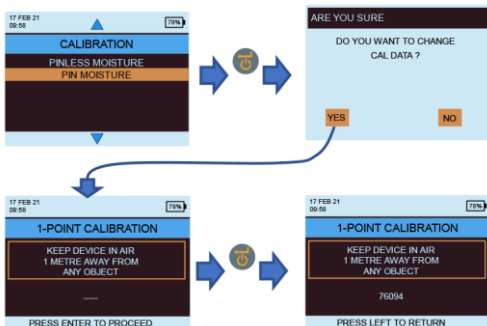 17 FEB 21
09:58
78%
CALIBRATION
PINLESS MOISTURE
PIN MOISTURE
ARE YOU SURE
DO YOU WANT TO CHANGE
CAL DATA ?
YES
NO
17 FEB 21
09:58
78%
1-POINT CALIBRATION
KEEP DEVICE IN AIR
1 METRE AWAY FROM
ANY OBJECT
-----
PRESS ENTER TO PROCEED
17 FEB 21
09:58
78%
1-POINT CALIBRATION
KEEP DEVICE IN AIR
1 METRE AWAY FROM
ANY OBJECT
76094
PRESS LEFT TO RETURN